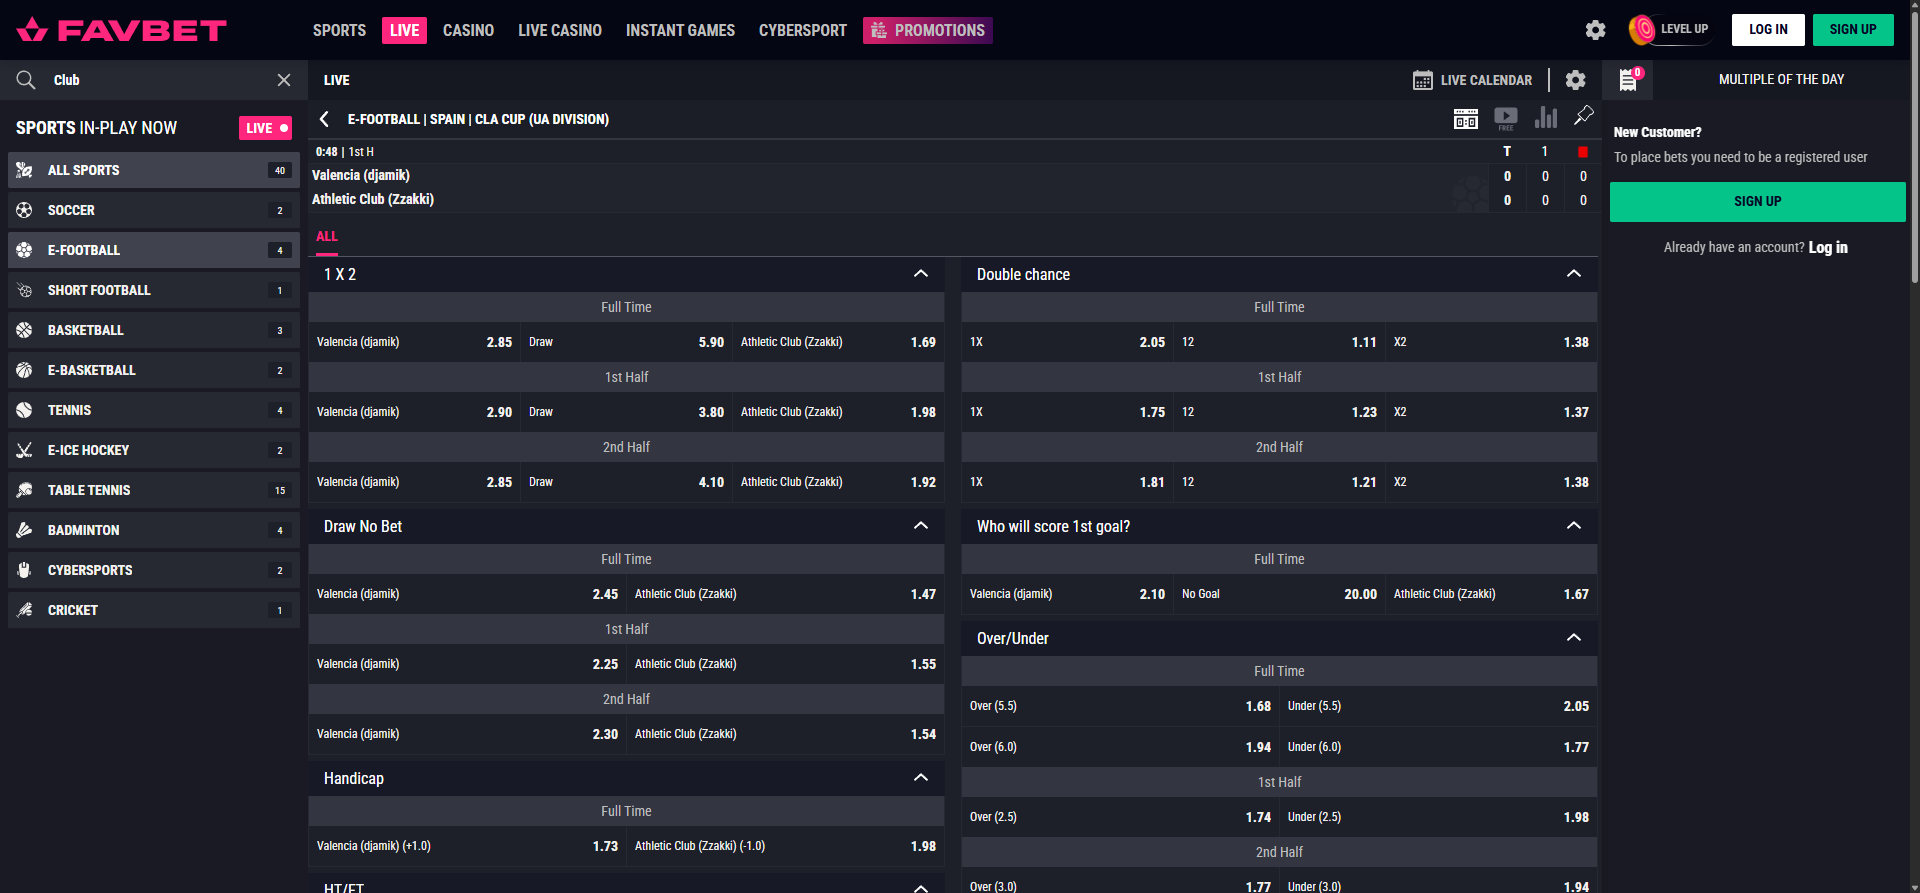 FAVBET
SPORTS
LIVE
CASINO
LIVE CASINO
INSTANT GAMES
CYBERSPORT
PROMOTIONS
LEVEL UP
LOG IN
SIGN UP
Club
LIVE
LIVE CALENDAR
0
MULTIPLE OF THE DAY
SPORTS IN-PLAY NOW
LIVE
ALL SPORTS 40
SOCCER 2
E-FOOTBALL 4
SHORT FOOTBALL 1
BASKETBALL 3
E-BASKETBALL 2
TENNIS 4
E-ICE HOCKEY 2
TABLE TENNIS 15
BADMINTON 4
CYBERSPORTS 2
CRICKET 1
E-FOOTBALL | SPAIN | CLA CUP (UA DIVISION)
FREE
0:48 | 1st H T 1
Valencia (djamik) 0 0 0
Athletic Club (Zzakki) 0 0 0
ALL
1 X 2
Full Time
Valencia (djamik) 2.85 Draw 5.90 Athletic Club (Zzakki) 1.69
1st Half
Valencia (djamik) 2.90 Draw 3.80 Athletic Club (Zzakki) 1.98
2nd Half
Valencia (djamik) 2.85 Draw 4.10 Athletic Club (Zzakki) 1.92
Draw No Bet
Full Time
Valencia (djamik) 2.45 Athletic Club (Zzakki) 1.47
1st Half
Valencia (djamik) 2.25 Athletic Club (Zzakki) 1.55
2nd Half
Valencia (djamik) 2.30 Athletic Club (Zzakki) 1.54
Handicap
Full Time
Valencia (djamik) (+1.0) 1.73 Athletic Club (Zzakki) (-1.0) 1.98
HT/FT
Double chance
Full Time
1X 2.05 12 1.11 X2 1.38
1st Half
1X 1.75 12 1.23 X2 1.37
2nd Half
1X 1.81 12 1.21 X2 1.38
Who will score 1st goal?
Full Time
Valencia (djamik) 2.10 No Goal 20.00 Athletic Club (Zzakki) 1.67
Over/Under
Full Time
Over (5.5) 1.68 Under (5.5) 2.05
Over (6.0) 1.94 Under (6.0) 1.77
1st Half
Over (2.5) 1.74 Under (2.5) 1.98
2nd Half
Over (3.0) 1.77 Under (3.0) 1.94
New Customer?
To place bets you need to be a registered user
SIGN UP
Already have an account? Log in